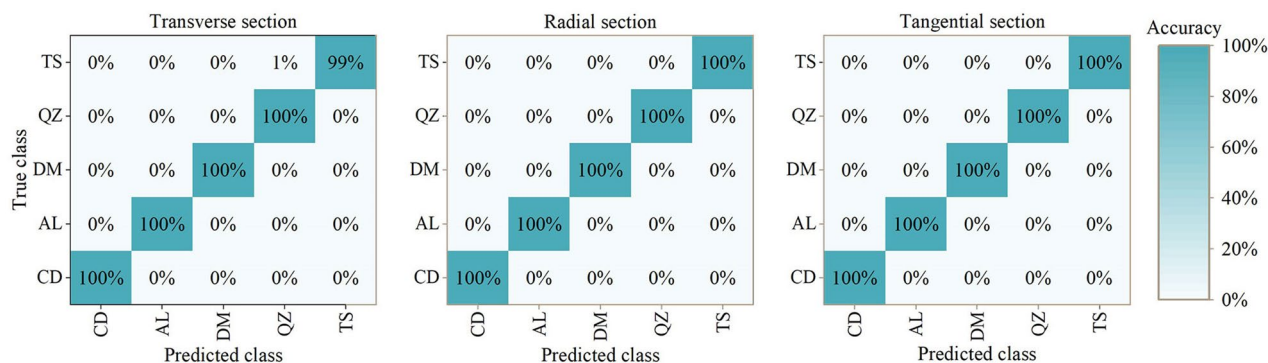 Transverse section
Radial section
Tangential section
Accuracy
TS 0% 0% 0% 1% 99%
QZ 0% 0% 0% 100% 0%
DM 0% 0% 100% 0% 0%
AL 0% 100% 0% 0% 0%
CD 100% 0% 0% 0% 0%
CD AL DM QZ TS
True class
Predicted class
TS 0% 0% 0% 0% 100%
QZ 0% 0% 0% 100% 0%
DM 0% 0% 100% 0% 0%
AL 0% 100% 0% 0% 0%
CD 100% 0% 0% 0% 0%
CD AL DM QZ TS
Predicted class
TS 0% 0% 0% 0% 100%
QZ 0% 0% 0% 100% 0%
DM 0% 0% 100% 0% 0%
AL 0% 100% 0% 0% 0%
CD 100% 0% 0% 0% 0%
CD AL DM QZ TS
Predicted class
100%
80%
60%
40%
20%
0%